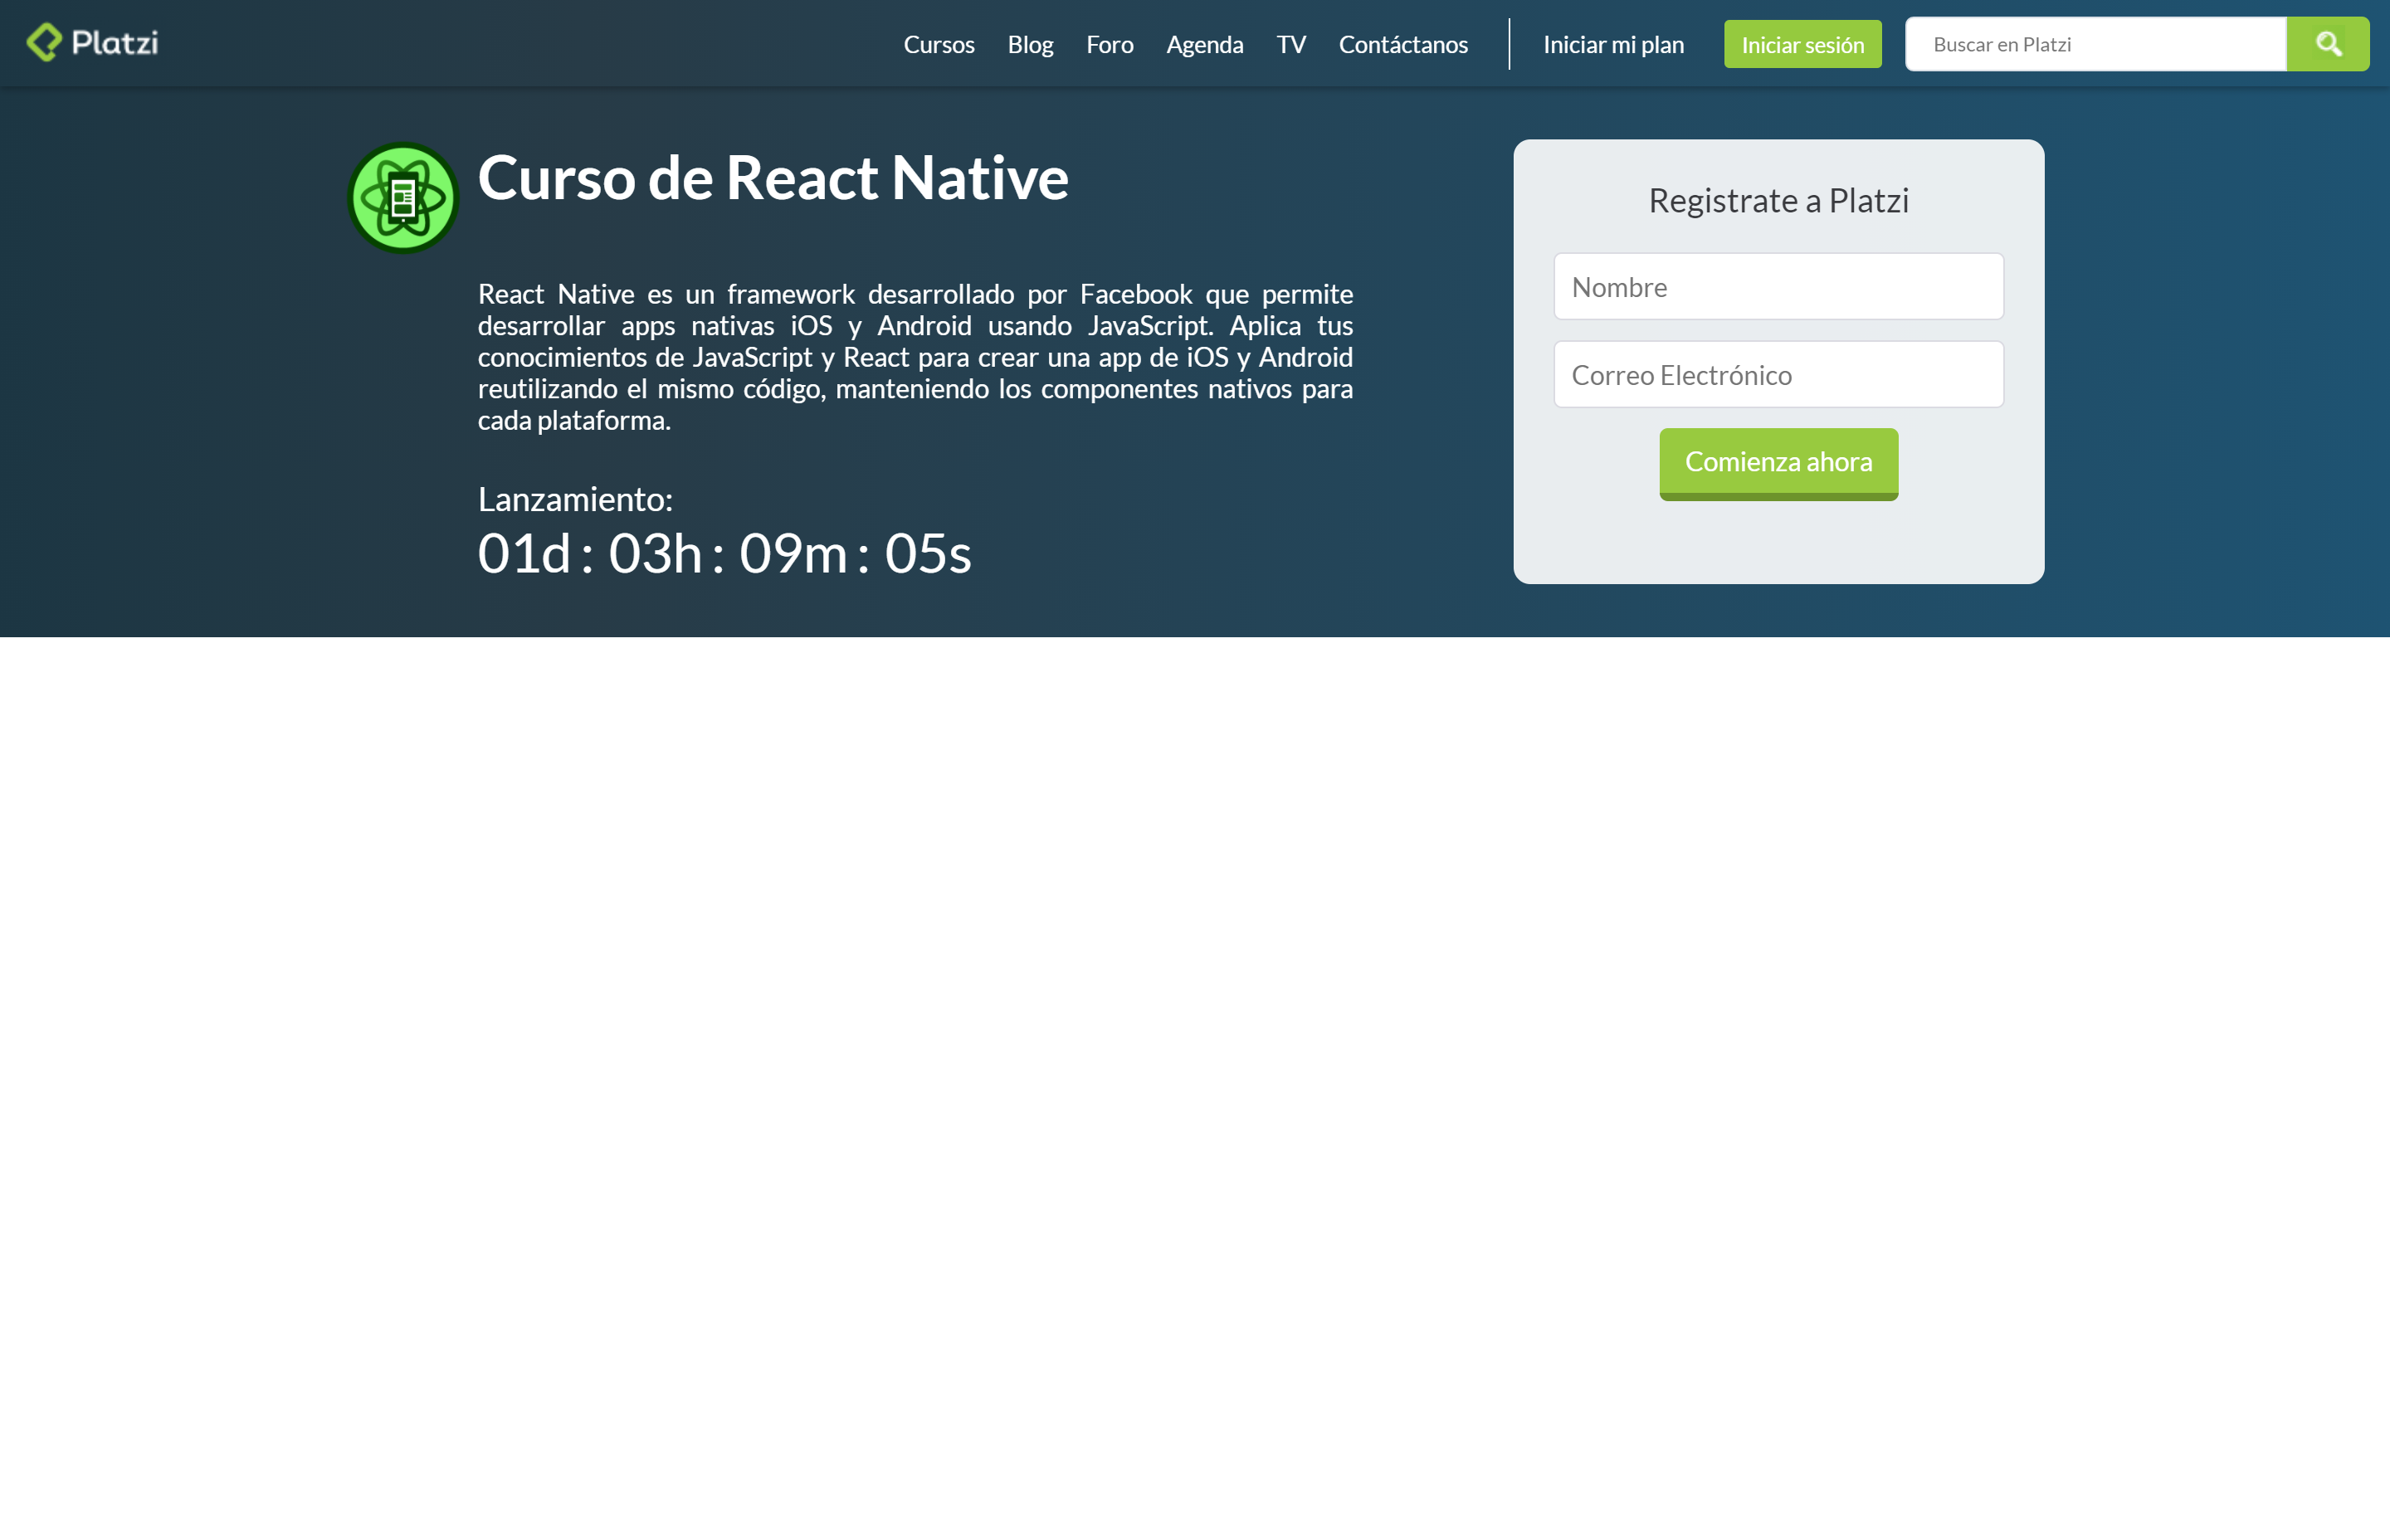 Platzi
Cursos Blog Foro Agenda TV Contáctanos Iniciar mi plan Iniciar sesión Buscar en Platzi
Curso de React Native
React Native es un framework desarrollado por Facebook que permite
desarrollar apps nativas iOS y Android usando JavaScript. Aplica tus
conocimientos de JavaScript y React para crear una app de iOS y Android
reutilizando el mismo código, manteniendo los componentes nativos para
cada plataforma.
Lanzamiento:
01d : 03h : 09m : 05s
Registrate a Platzi
Nombre
Correo Electrónico
Comienza ahora